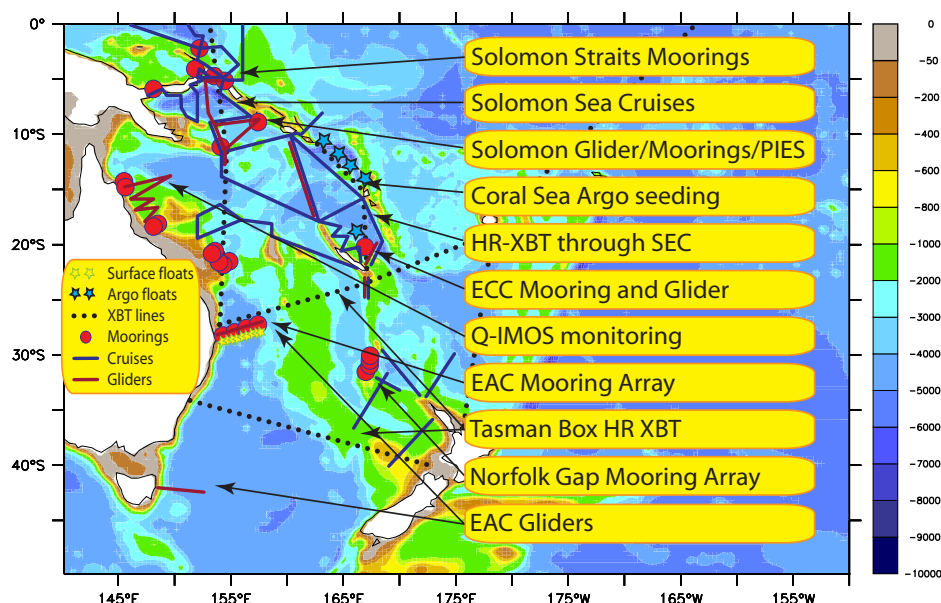 0°
10°S
20°S
30°S
40°S
145°E
155°E
165°E
175°E
165°W
155°W
Solomon Straits Moorings
Solomon Sea Cruises
Solomon Glider/Moorings/PIES
Coral Sea Argo seeding
HR-XBT through SEC
ECC Mooring and Glider
Q-IMOS monitoring
EAC Mooring Array
Tasman Box HR XBT
Norfolk Gap Mooring Array
EAC Gliders
Surface floats
Argo floats
XBT lines
Moorings
Cruises
Gliders
0
-50
-200
-400
-600
-800
-1000
-2000
-3000
-4000
-5000
-6000
-7000
-8000
-9000
-10000